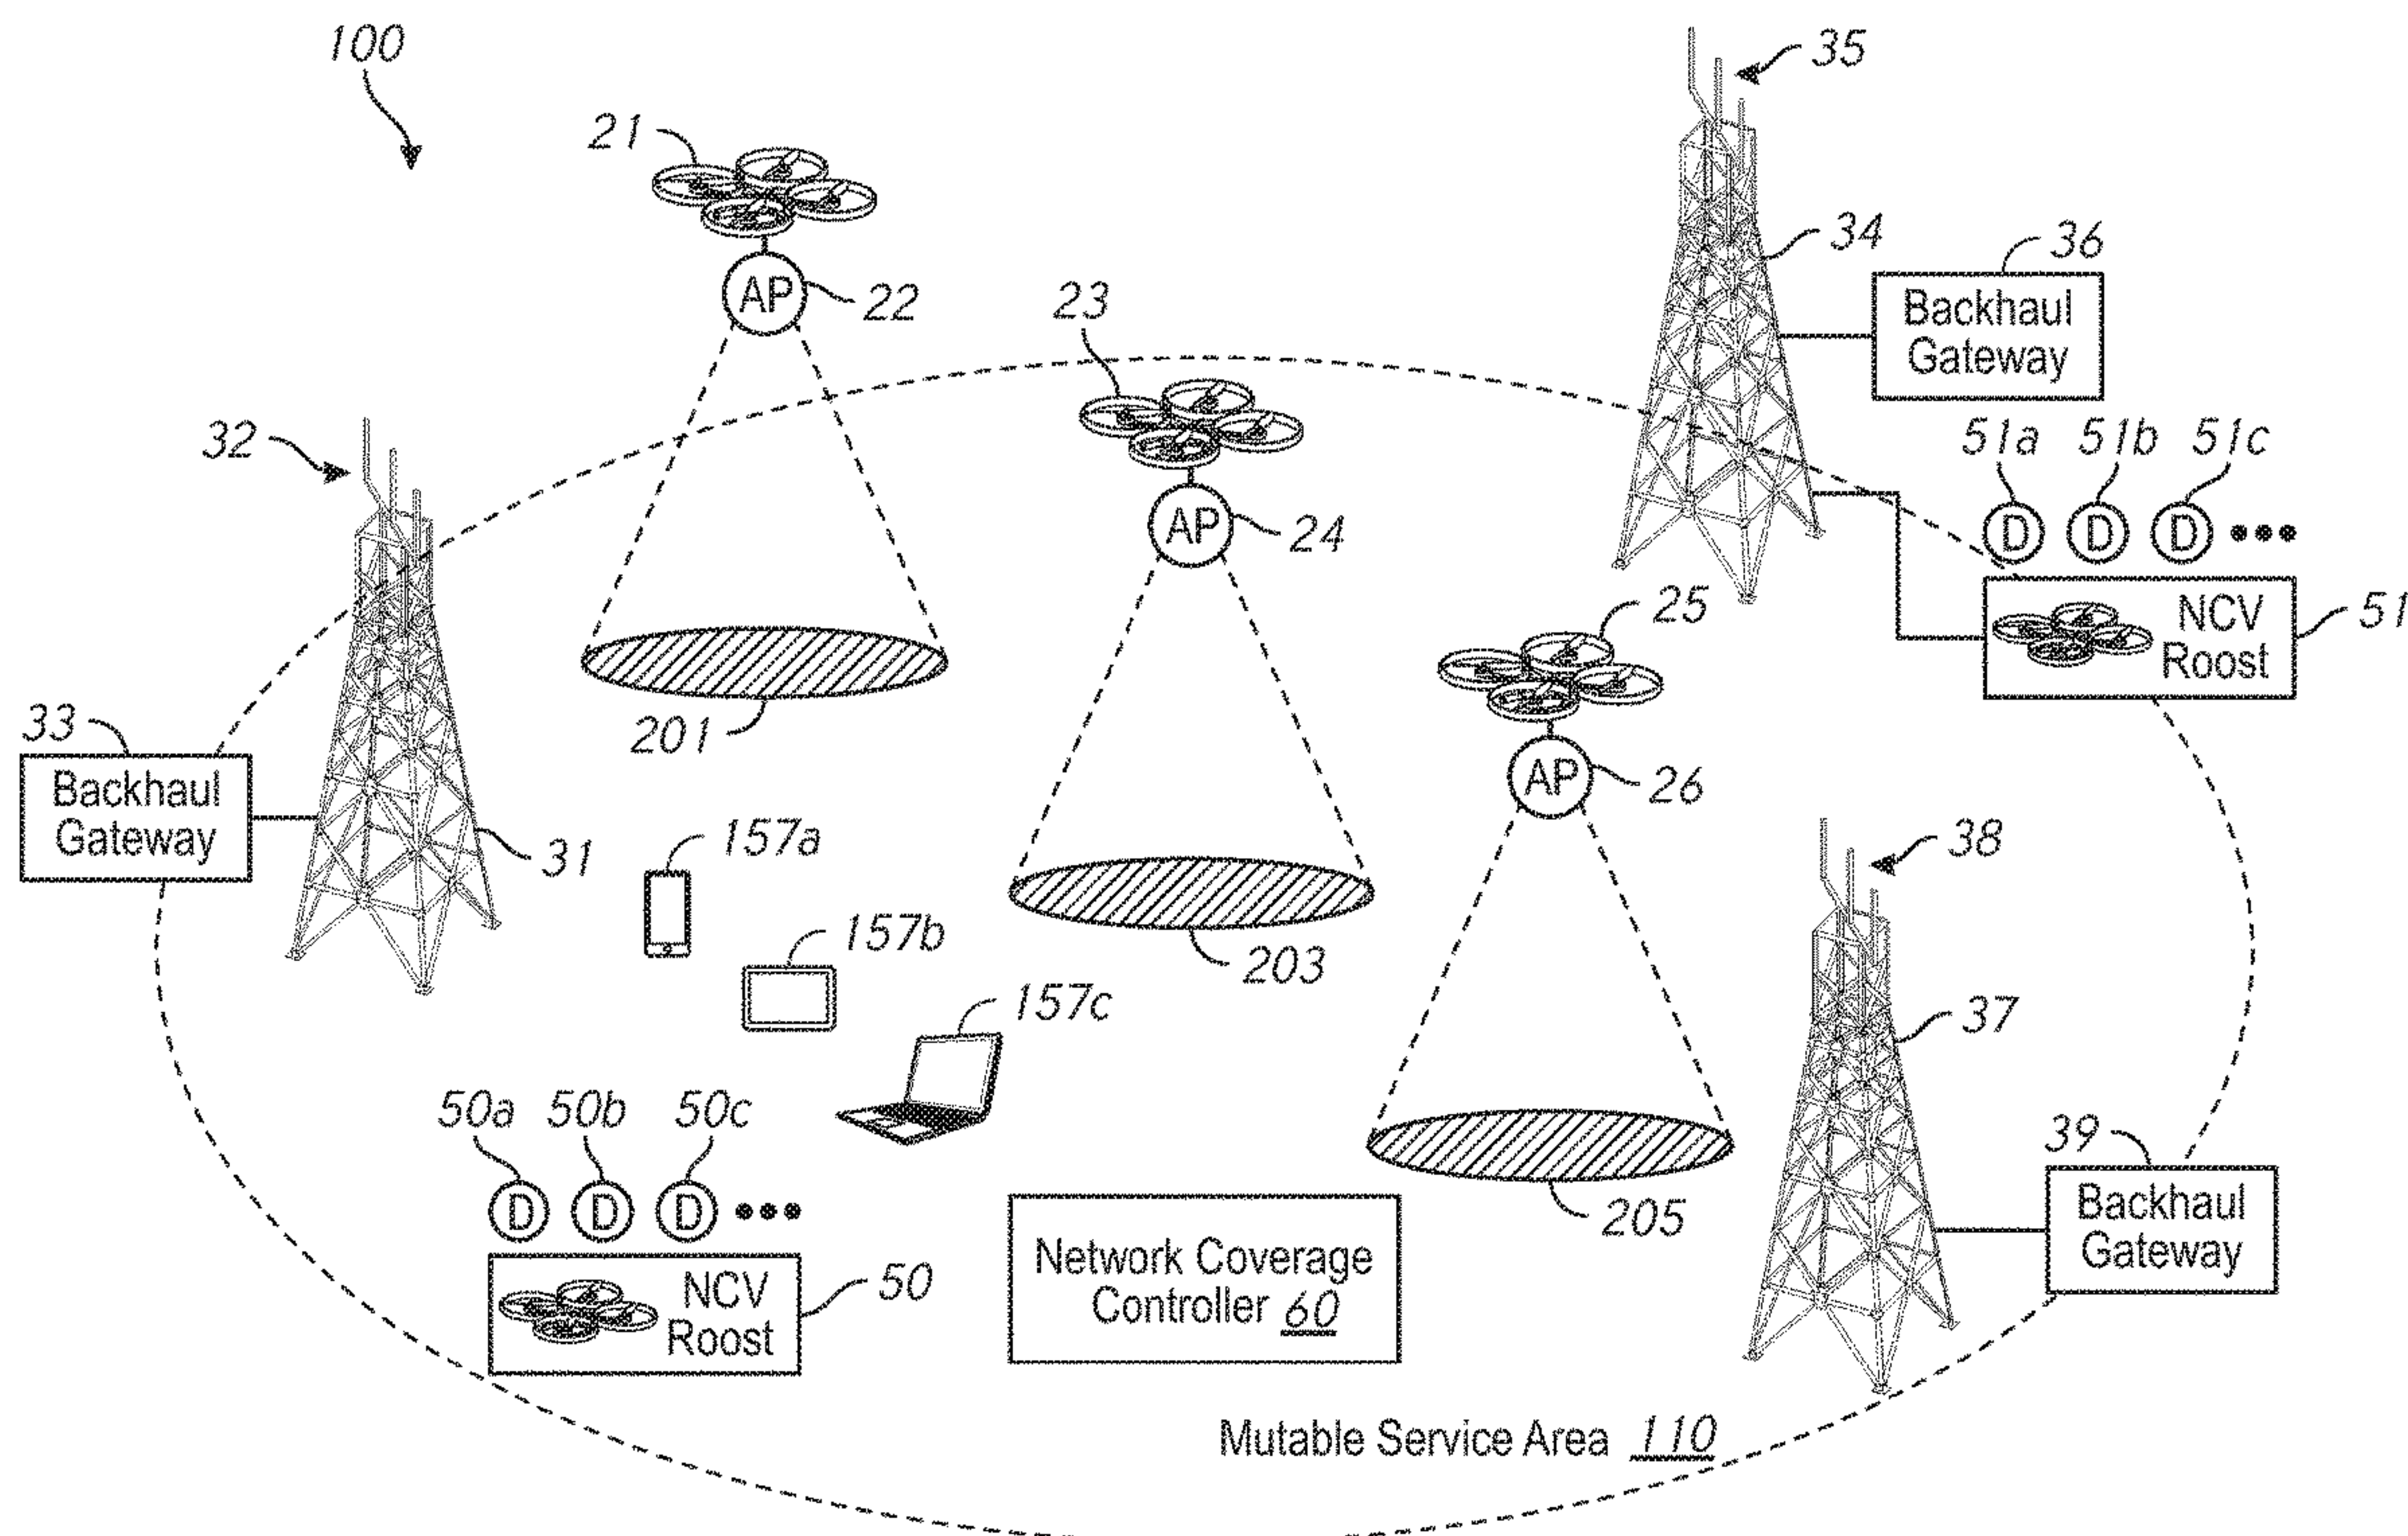 100
35
21
34
36
Backhaul
Gateway
AP
22
23
32
51a 51b 51c
D D D •••
AP
24
25
NCV
Roost
51
201
33
Backhaul
Gateway
AP
26
31
157a
38
157b
203
157c
37
50a 50b 50c
39
D D D •••
205
Backhaul
Gateway
NCV
Roost
50
Network Coverage
Controller 60
Mutable Service Area 110